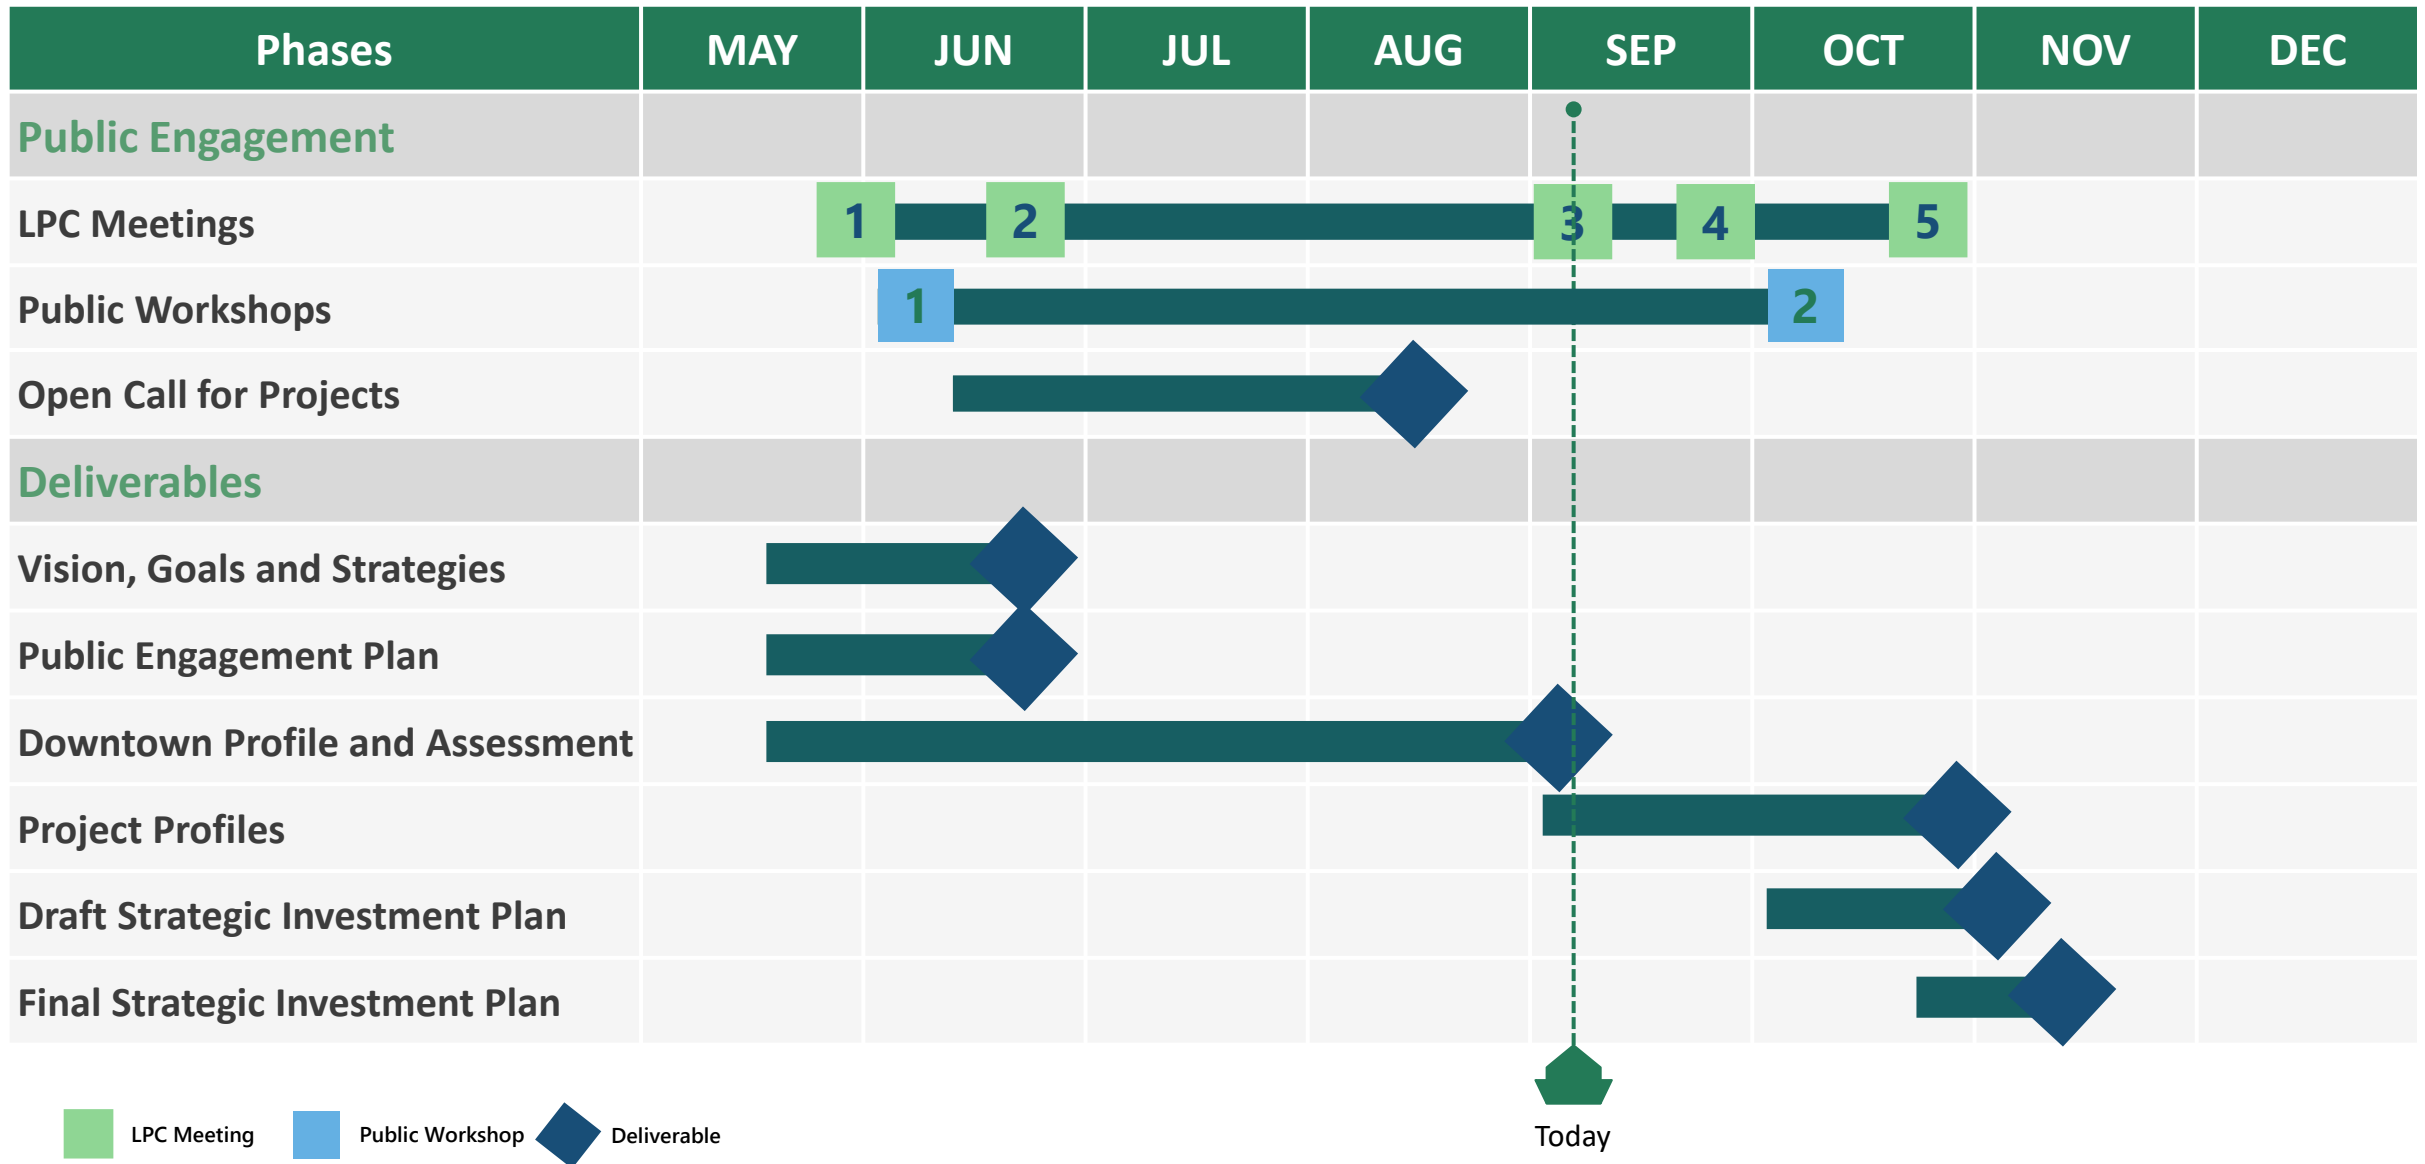 Phases MAY JUN JUL AUG SEP OCT NOV DEC
Public Engagement
LPC Meetings 1 2 3 4 5
Public Workshops 1 2
Open Call for Projects
Deliverables
Vision, Goals and Strategies
Public Engagement Plan
Downtown Profile and Assessment
Project Profiles
Draft Strategic Investment Plan
Final Strategic Investment Plan
LPC Meeting Public Workshop Deliverable Today